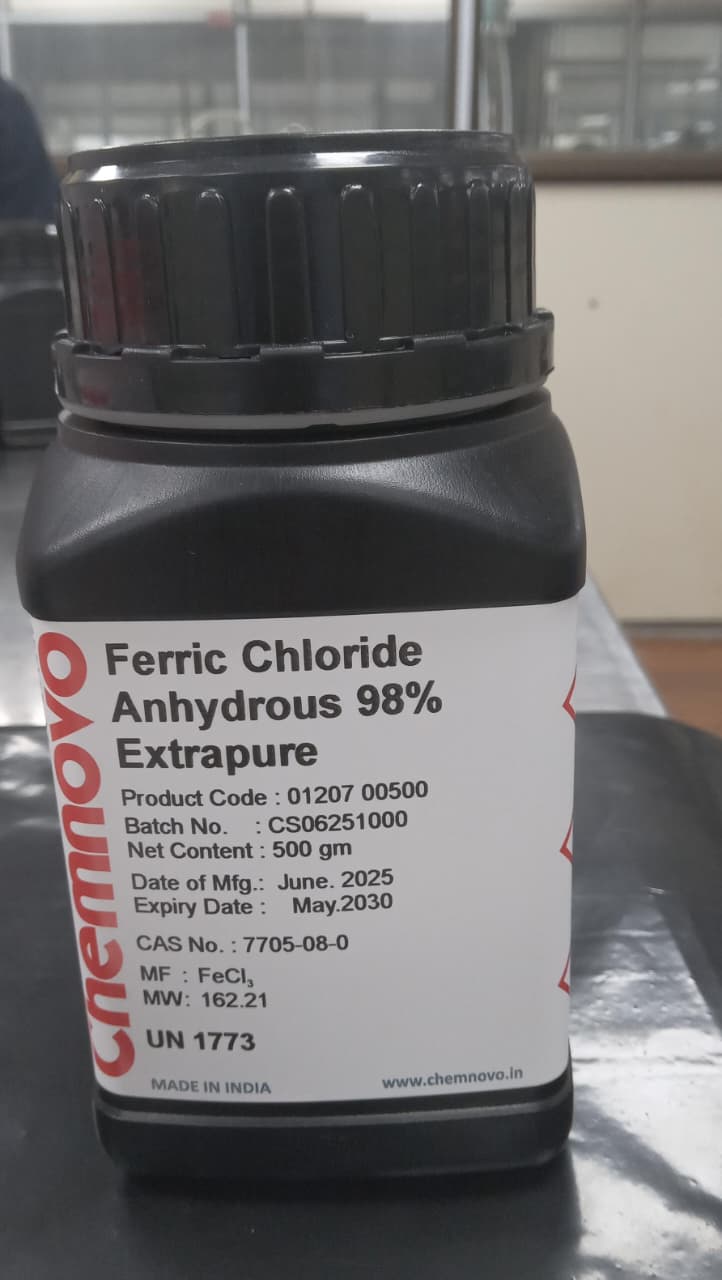 Chemnovo
Ferric Chloride
Anhydrous 98%
Extrapure
Product Code : 01207 00500
Batch No. : CS06251000
Net Content : 500 gm
Date of Mfg.: June. 2025
Expiry Date : May.2030
CAS No. : 7705-08-0
MF : FeCl₃
MW: 162.21
UN 1773
MADE IN INDIA
www.chemnovo.in